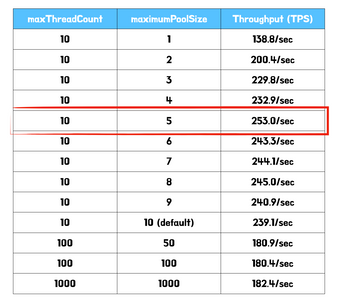 maxThreadCount maximumPoolSize Throughput (TPS)
10 1 138.8/sec
10 2 200.4/sec
10 3 229.8/sec
10 4 232.9/sec
10 5 253.0/sec
10 6 243.3/sec
10 7 244.1/sec
10 8 245.0/sec
10 9 240.9/sec
10 10 (default) 239.1/sec
100 50 180.9/sec
100 100 180.4/sec
1000 1000 182.4/sec